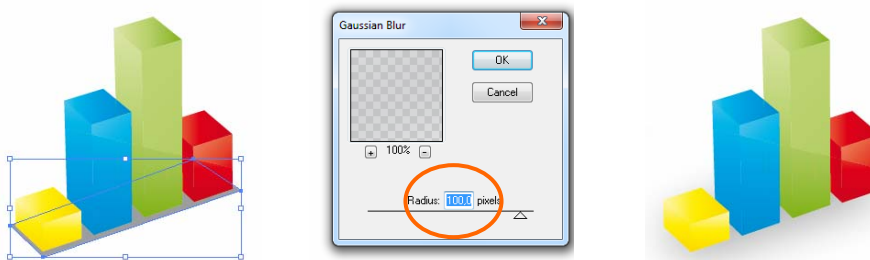 Gaussian Blur
OK
Cancel
+ 100% -
Radius: 100,0 pixels